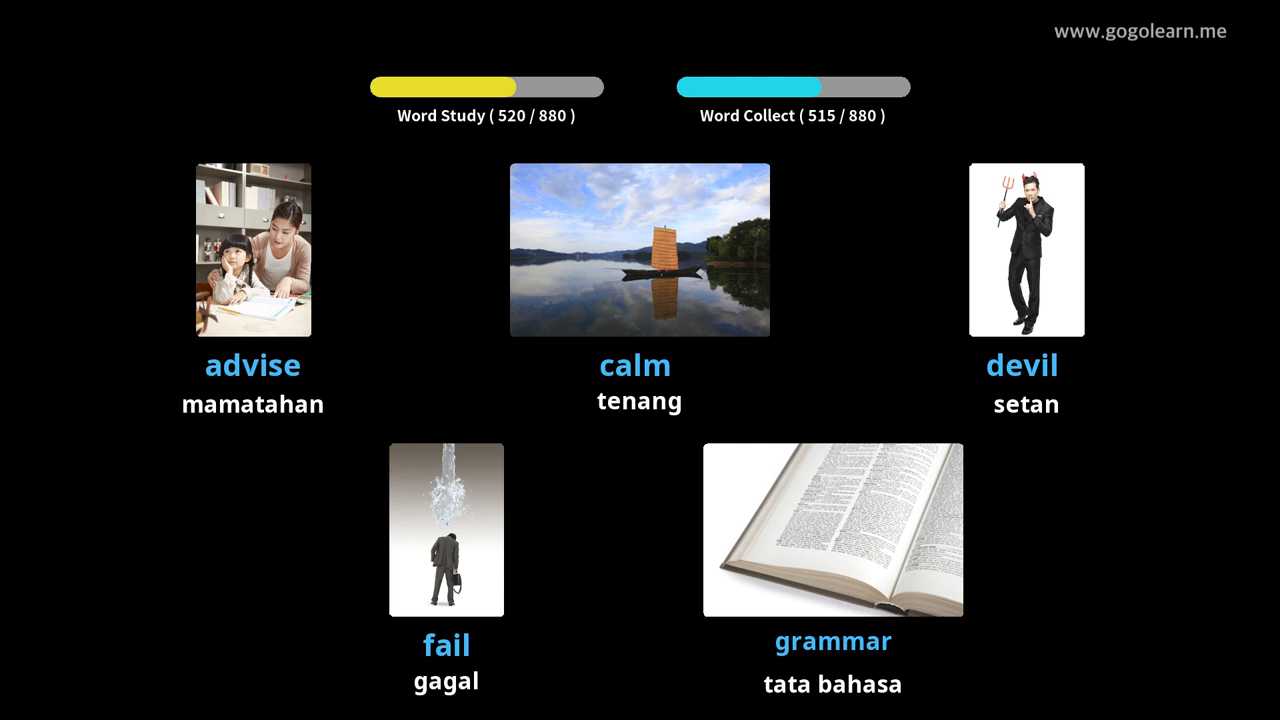 www.gogolearn.me
Word Study ( 520 / 880 )
Word Collect ( 515 / 880 )
advise
mamatahan
calm
tenang
devil
setan
fail
gagal
grammar
tata bahasa